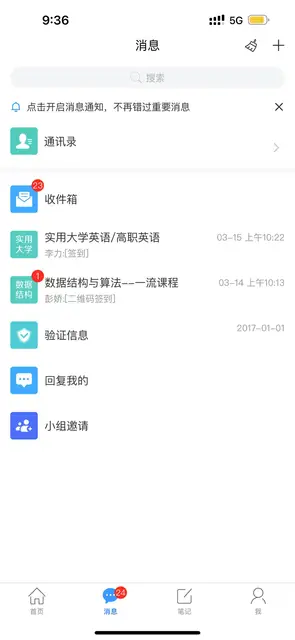 9:36
5G
消息
搜索
点击开启消息通知，不再错过重要消息
通讯录
23
收件箱
实用
大学
实用大学英语/高职英语
03-15 上午10:22
李力:[签到]
1
数据
结构
数据结构与算法--一流课程
03-14 上午10:13
彭娇:[二维码签到]
验证信息
2017-01-01
回复我的
小组邀请
24
首页
消息
笔记
我